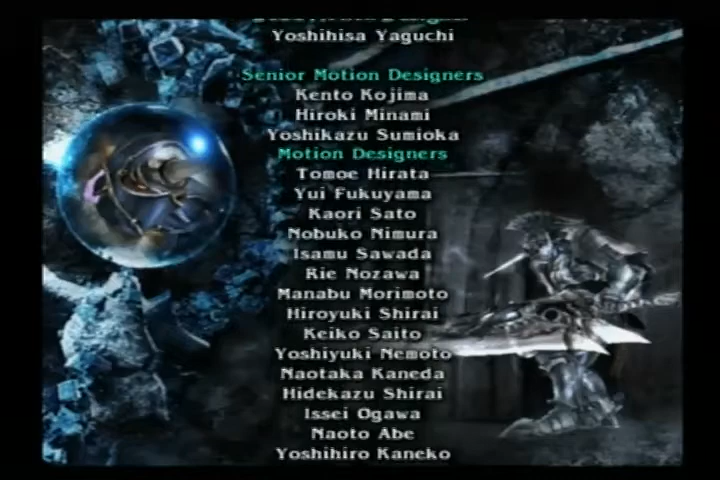 Yoshihisa Yaguchi
Senior Motion Designers
Kento Kojima
Hiroki Minami
Yoshikazu Sumioka
Motion Designers
Tomoe Hirata
Yui Fukuyama
Kaori Sato
Nobuko Nimura
Isamu Sawada
Rie Nozawa
Manabu Morimoto
Hiroyuki Shirai
Keiko Saito
Yoshiyuki Nemoto
Naotaka Kaneda
Hidekazu Shirai
Issei Ogawa
Naoto Abe
Yoshihiro Kaneko